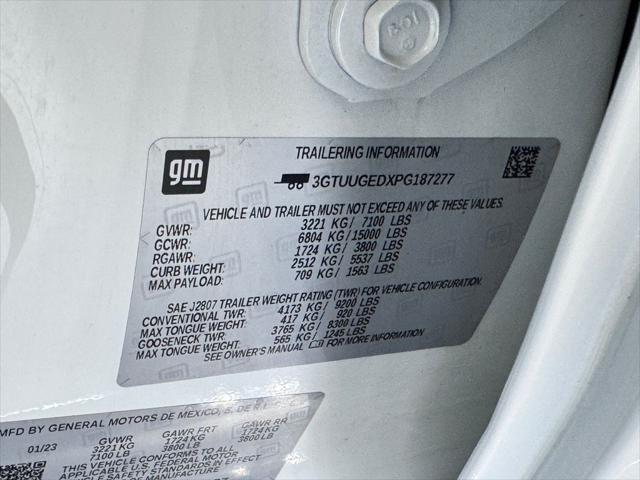 BOI
gm
TRAILERING INFORMATION
3GTUUGEDXPG187277
VEHICLE AND TRAILER MUST NOT EXCEED ANY OF THESE VALUES.
GVWR: 3221 KG/ 7100 LBS
GCWR: 6804 KG/ 15000 LBS
RGAWR: 1724 KG/ 3800 LBS
CURB WEIGHT: 2512 KG/ 5537 LBS
MAX PAYLOAD: 709 KG/ 1563 LBS
SAE J2807 TRAILER WEIGHT RATING (TWR) FOR VEHICLE CONFIGURATION.
CONVENTIONAL TWR: 4173 KG/ 9200 LBS
MAX TONGUE WEIGHT: 417 KG/ 920 LBS
GOOSENECK TWR: 3765 KG/ 8300 LBS
MAX TONGUE WEIGHT: 565 KG/ 1245 LBS
SEE OWNER'S MANUAL FOR MORE INFORMATION
MFD BY GENERAL MOTORS DE MEXICO, S. DE R.L.
01/23 GVWR GAWR FRT GAWR RR
3221 KG 1724 KG 1724 KG
7100 LB 3800 LB 3800 LB
THIS VEHICLE CONFORMS TO ALL